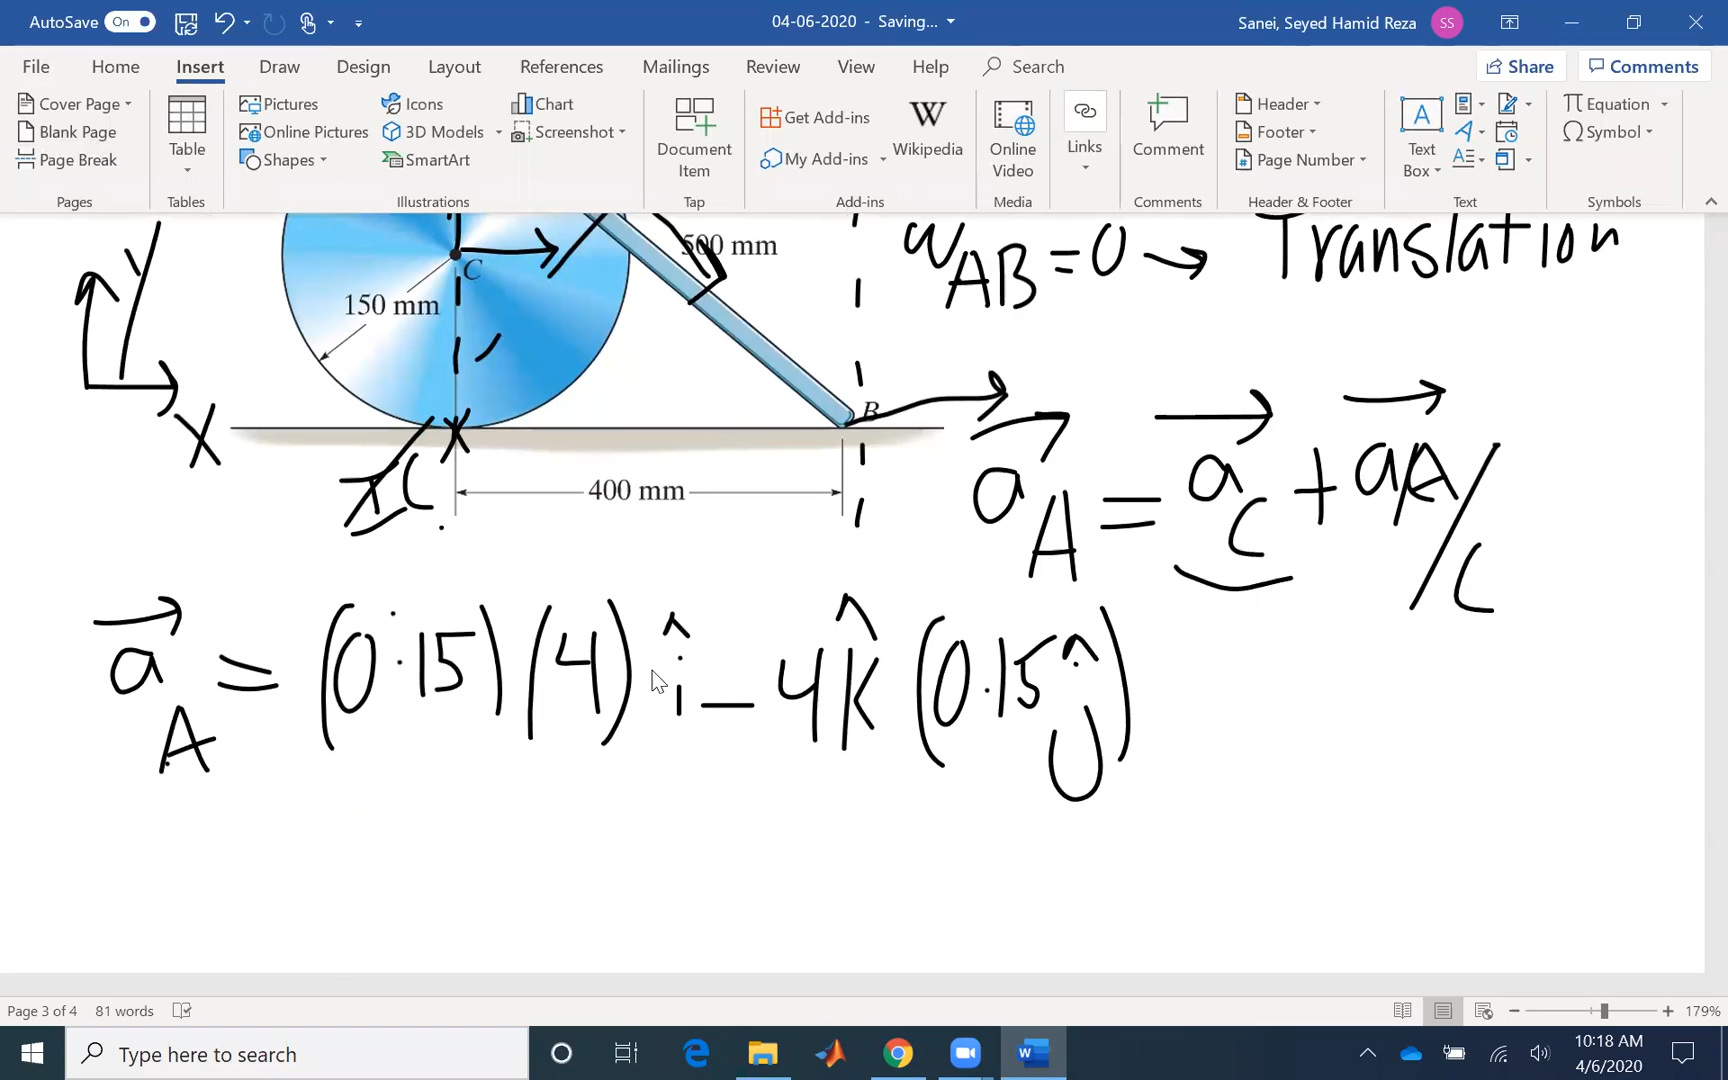 AutoSave On 04-06-2020 - Saving... Sanei, Seyed Hamid Reza SS
File Home Insert Draw Design Layout References Mailings Review View Help Search Share Comments
Cover Page
Blank Page
Page Break
Pages
Table
Tables
Pictures
Online Pictures
Shapes
Icons
3D Models
SmartArt
Chart
Screenshot
Illustrations
Document
Item
Tap
Get Add-ins
My Add-ins
W
Wikipedia
Add-ins
Online
Video
Media
Links
Comment
Comments
Header
Footer
Page Number
Header & Footer
Text
Box
Text
Equation
Symbol
Symbols
500 mm
ω AB = 0 → Translation
C
150 mm
Y
X
B
IC
400 mm
a A = a C + a A/C
a A = (0.15)(4) î - 4k̂ (0.15ĵ)
Page 3 of 4 81 words 179%
Type here to search
10:18 AM
4/6/2020